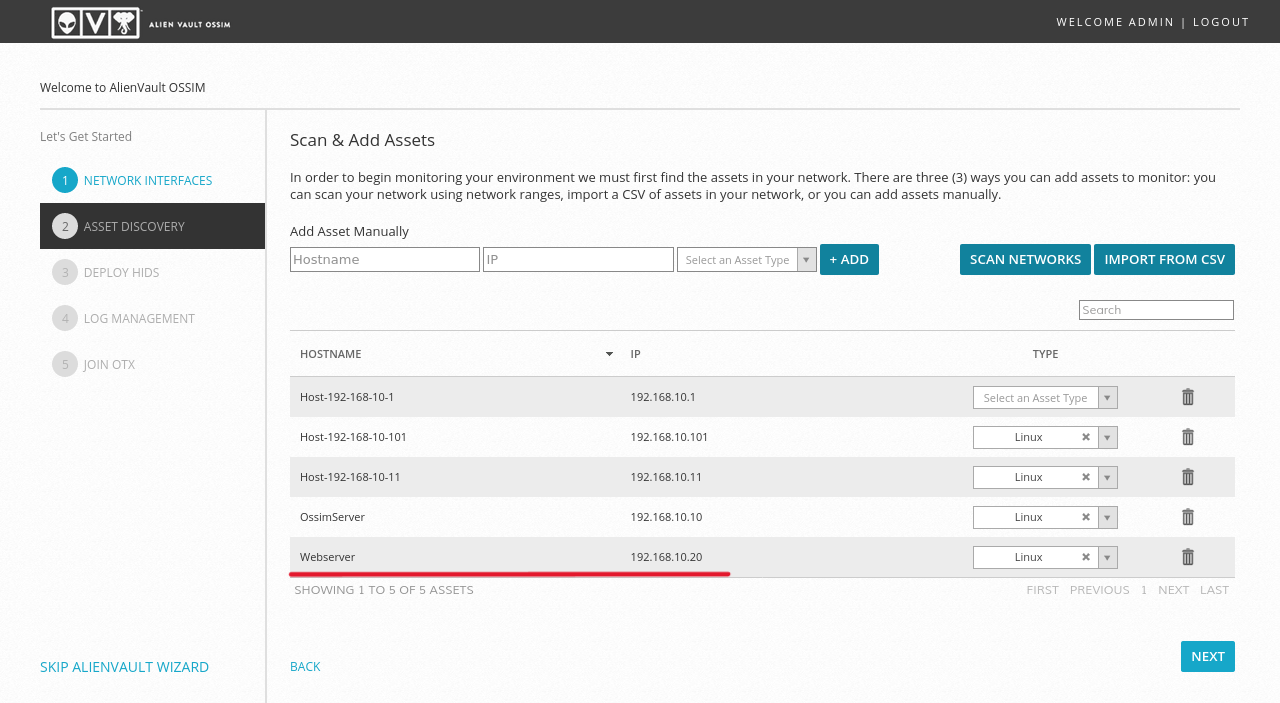 ALIEN VAULT OSSIM
WELCOME ADMIN | LOGOUT
Welcome to AlienVault OSSIM
Let's Get Started
1 NETWORK INTERFACES
2 ASSET DISCOVERY
3 DEPLOY HIDS
4 LOG MANAGEMENT
5 JOIN OTX
SKIP ALIENVAULT WIZARD
Scan & Add Assets
In order to begin monitoring your environment we must first find the assets in your network. There are three (3) ways you can add assets to monitor: you
can scan your network using network ranges, import a CSV of assets in your network, or you can add assets manually.
Add Asset Manually
Hostname IP Select an Asset Type + ADD SCAN NETWORKS IMPORT FROM CSV
Search
HOSTNAME IP TYPE
Host-192-168-10-1 192.168.10.1 Select an Asset Type
Host-192-168-10-101 192.168.10.101 Linux
Host-192-168-10-11 192.168.10.11 Linux
OssimServer 192.168.10.10 Linux
Webserver 192.168.10.20 Linux
SHOWING 1 TO 5 OF 5 ASSETS FIRST PREVIOUS 1 NEXT LAST
BACK NEXT